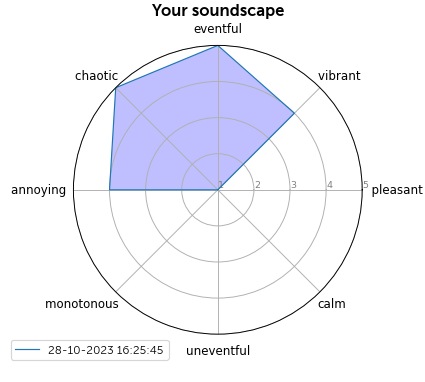 Your soundscape
eventful
chaotic
vibrant
annoying
1
2
3
4
5
pleasant
monotonous
calm
uneventful
28-10-2023 16:25:45